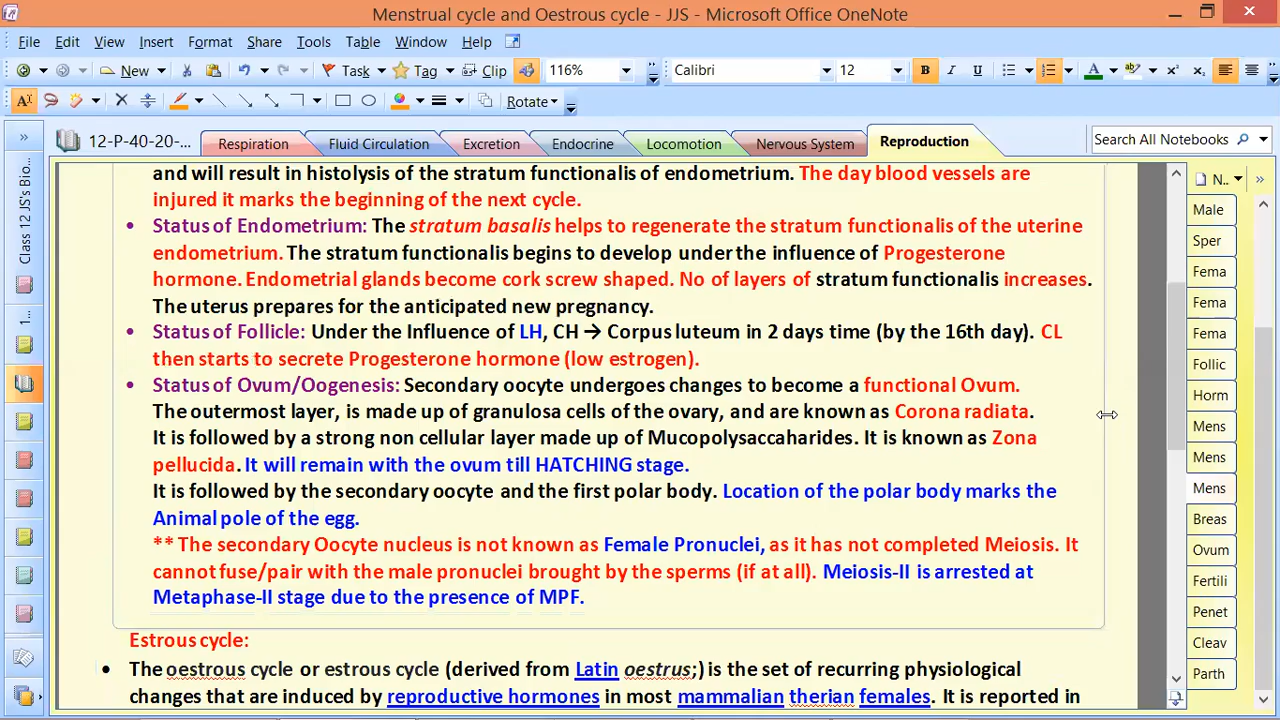 Menstrual cycle and Oestrous cycle - JJS - Microsoft Office OneNote
File Edit View Insert Format Share Tools Table Window Help
New Task Tag Clip 116% Calibri 12 B I U A ab x² xₛ
A Rotate
12-P-40-20-... Respiration Fluid Circulation Excretion Endocrine Locomotion Nervous System Reproduction Search All Notebooks
and will result in histolysis of the stratum functionalis of endometrium. The day blood vessels are
injured it marks the beginning of the next cycle.
• Status of Endometrium: The stratum basalis helps to regenerate the stratum functionalis of the uterine
endometrium. The stratum functionalis begins to develop under the influence of Progesterone
hormone. Endometrial glands become cork screw shaped. No of layers of stratum functionalis increases.
The uterus prepares for the anticipated new pregnancy.
• Status of Follicle: Under the Influence of LH, CH → Corpus luteum in 2 days time (by the 16th day). CL
then starts to secrete Progesterone hormone (low estrogen).
• Status of Ovum/Oogenesis: Secondary oocyte undergoes changes to become a functional Ovum.
The outermost layer, is made up of granulosa cells of the ovary, and are known as Corona radiata.
It is followed by a strong non cellular layer made up of Mucopolysaccaharides. It is known as Zona
pellucida. It will remain with the ovum till HATCHING stage.
It is followed by the secondary oocyte and the first polar body. Location of the polar body marks the
Animal pole of the egg.
** The secondary Oocyte nucleus is not known as Female Pronuclei, as it has not completed Meiosis. It
cannot fuse/pair with the male pronuclei brought by the sperms (if at all). Meiosis-II is arrested at
Metaphase-II stage due to the presence of MPF.
Estrous cycle:
• The oestrous cycle or estrous cycle (derived from Latin oestrus;) is the set of recurring physiological
changes that are induced by reproductive hormones in most mammalian therian females. It is reported in
Class 12 JS's Bio...
1...
N..
Male
Sper
Fema
Fema
Fema
Follic
Horm
Mens
Mens
Mens
Breas
Ovum
Fertili
Penet
Cleav
Parth